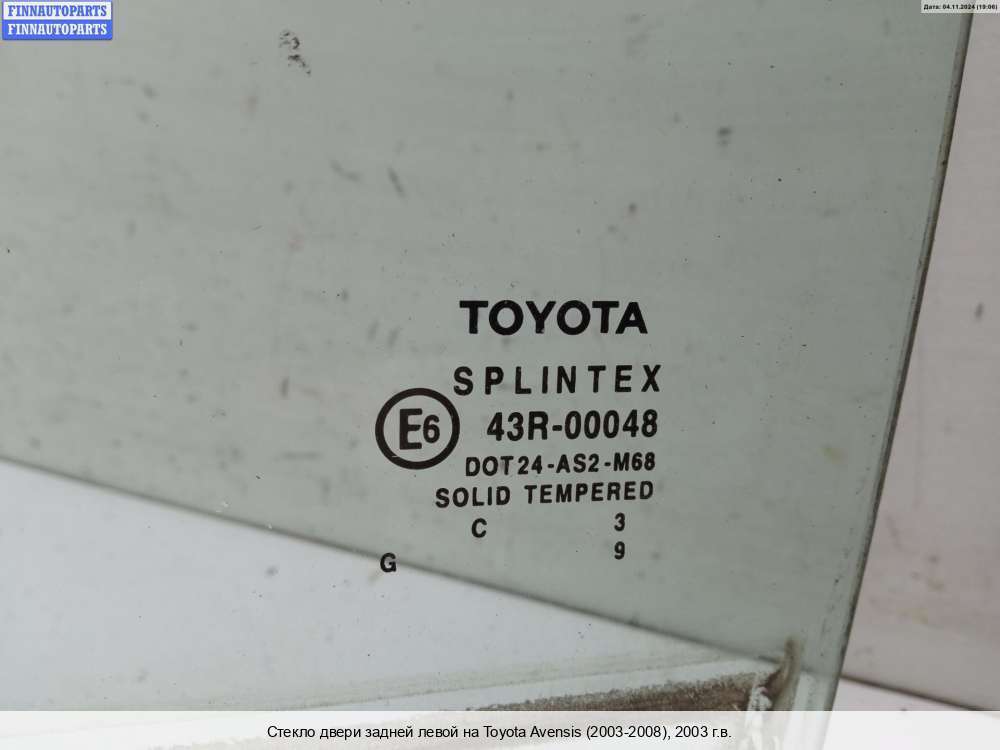 FINNAUTOPARTS
FINNAUTOPARTS
Дата: 04.11.2024 (19:06)
TOYOTA
SPLINTEX
E6 43R-00048
DOT24-AS2-M68
SOLID TEMPERED
C 3
G 9
Стекло двери задней левой на Toyota Avensis (2003-2008), 2003 г.в.